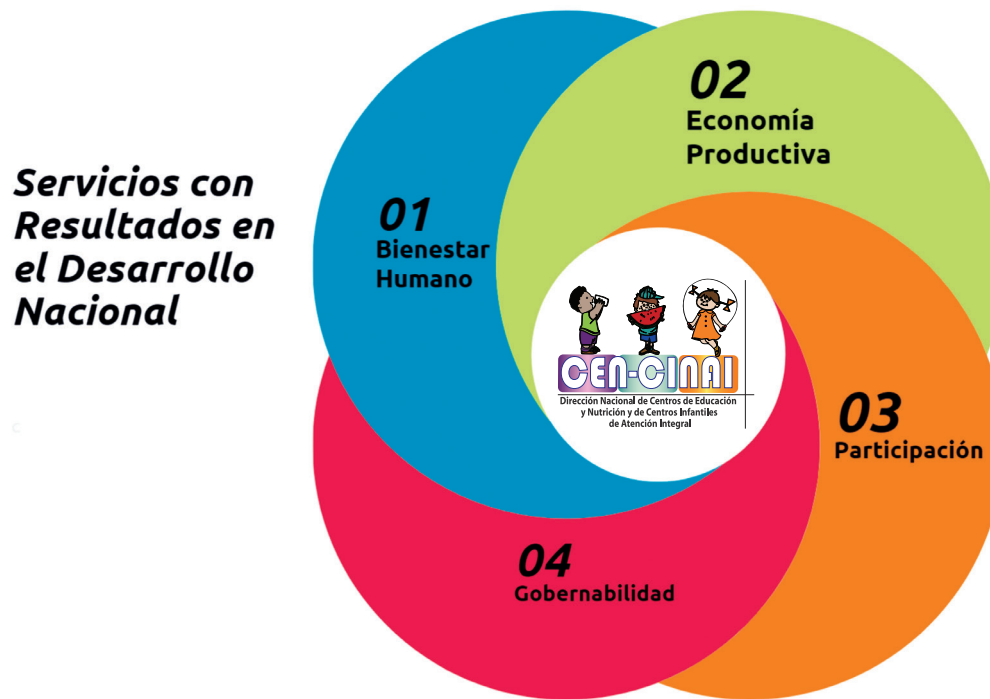 Servicios con
Resultados en
el Desarrollo
Nacional
01
Bienestar
Humano
02
Economía
Productiva
03
Participación
04
Gobernabilidad
CEN-CINAI
Dirección Nacional de Centros de Educación
y Nutrición y de Centros Infantiles
de Atención Integral